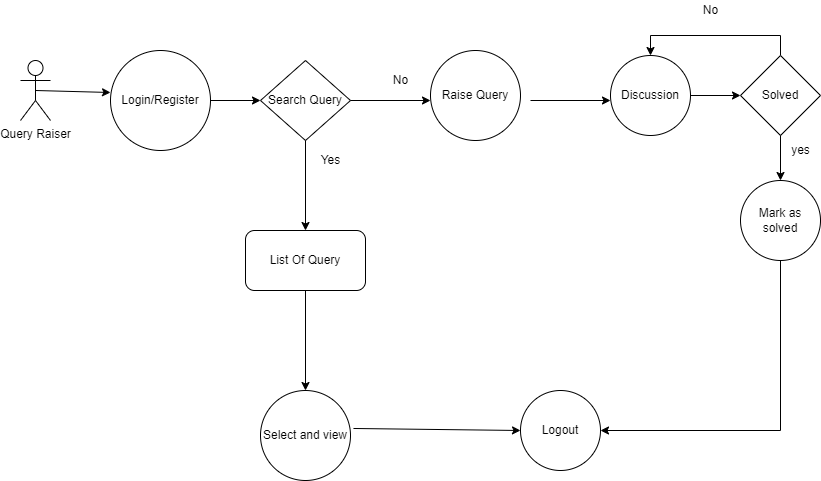 No
Query Raiser
Login/Register
Search Query
No
Raise Query
Discussion
Solved
Yes
yes
Mark as
solved
List Of Query
Select and view
Logout